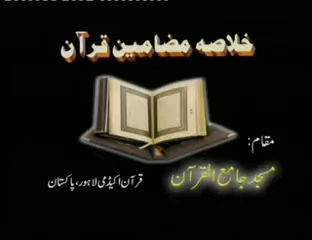 خلاصہ مضامین قرآن
مقام:
مسجد جامع القرآن
قرآن اکیڈمی لاہور، پاکستان